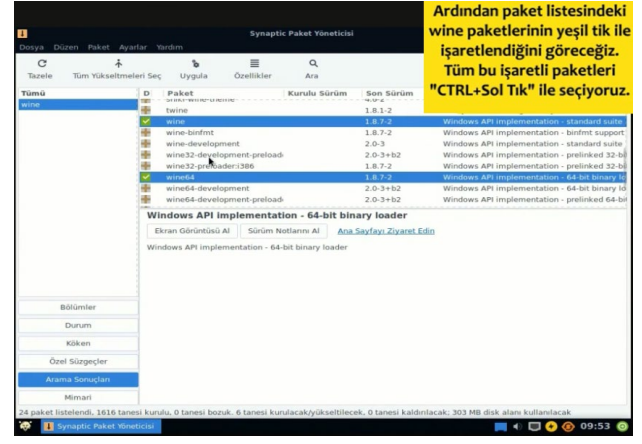 Ardından paket listesindeki
wine paketlerinin yeşil tik ile
işaretlendiğini göreceğiz.
Tüm bu işaretli paketleri
"CTRL+Sol Tık" ile seçiyoruz.
Synaptic Paket Yöneticisi
Dosya Düzen Paket Ayarlar Yardım
Tazele Tüm Yükseltmeleri Seç Uygula Özellikler Ara
Tümü
wine
D Paket Kurulu Sürüm Son Sürüm
twine 1.8.1-2
wine 1.8.7-2 Windows API implementation - standard suite
wine-binfmt 1.8.7-2 Windows API implementation - binfmt support
wine-development 2.0-3 Windows API implementation - standard suite
wine32-development-preload 2.0-3+b2 Windows API implementation - prelinked 32-bi
wine32-preloader:i386 1.8.7-2 Windows API implementation - prelinked 32-bi
wine64 1.8.7-2 Windows API implementation - 64-bit binary lo
wine64-development 2.0-3+b2 Windows API implementation - 64-bit binary lo
wine64-development-preload 2.0-3+b2 Windows API implementation - prelinked 64-bi
Windows API implementation - 64-bit binary loader
Ekran Görüntüsü Al Sürüm Notlarını Al Ana Sayfayı Ziyaret Edin
Windows API implementation - 64-bit binary loader
Bölümler
Durum
Köken
Özel Süzgeçler
Arama Sonuçları
Mimari
24 paket listelendi, 1616 tanesi kurulu, 0 tanesi bozuk. 6 tanesi kurulacak/yükseltilecek, 0 tanesi kaldırılacak; 303 MB disk alanı kullanılacak
Synaptic Paket Yöneticisi 09:53